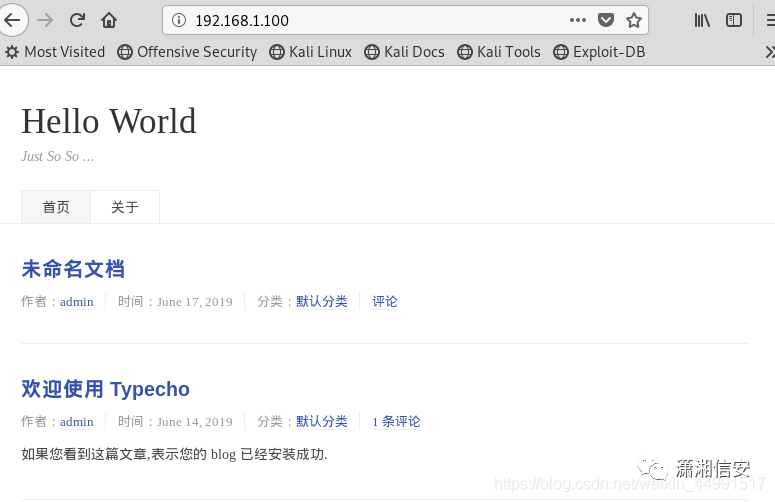 192.168.1.100
Most Visited Offensive Security Kali Linux Kali Docs Kali Tools Exploit-DB
Hello World
Just So So ...
首页 关于
未命名文档
作者：admin 时间：June 17, 2019 分类：默认分类 评论
欢迎使用 Typecho
作者：admin 时间：June 14, 2019 分类：默认分类 1 条评论
如果您看到这篇文章,表示您的 blog 已经安装成功.
潇湘信安
https://blog.csdn.net/weixin_44991517